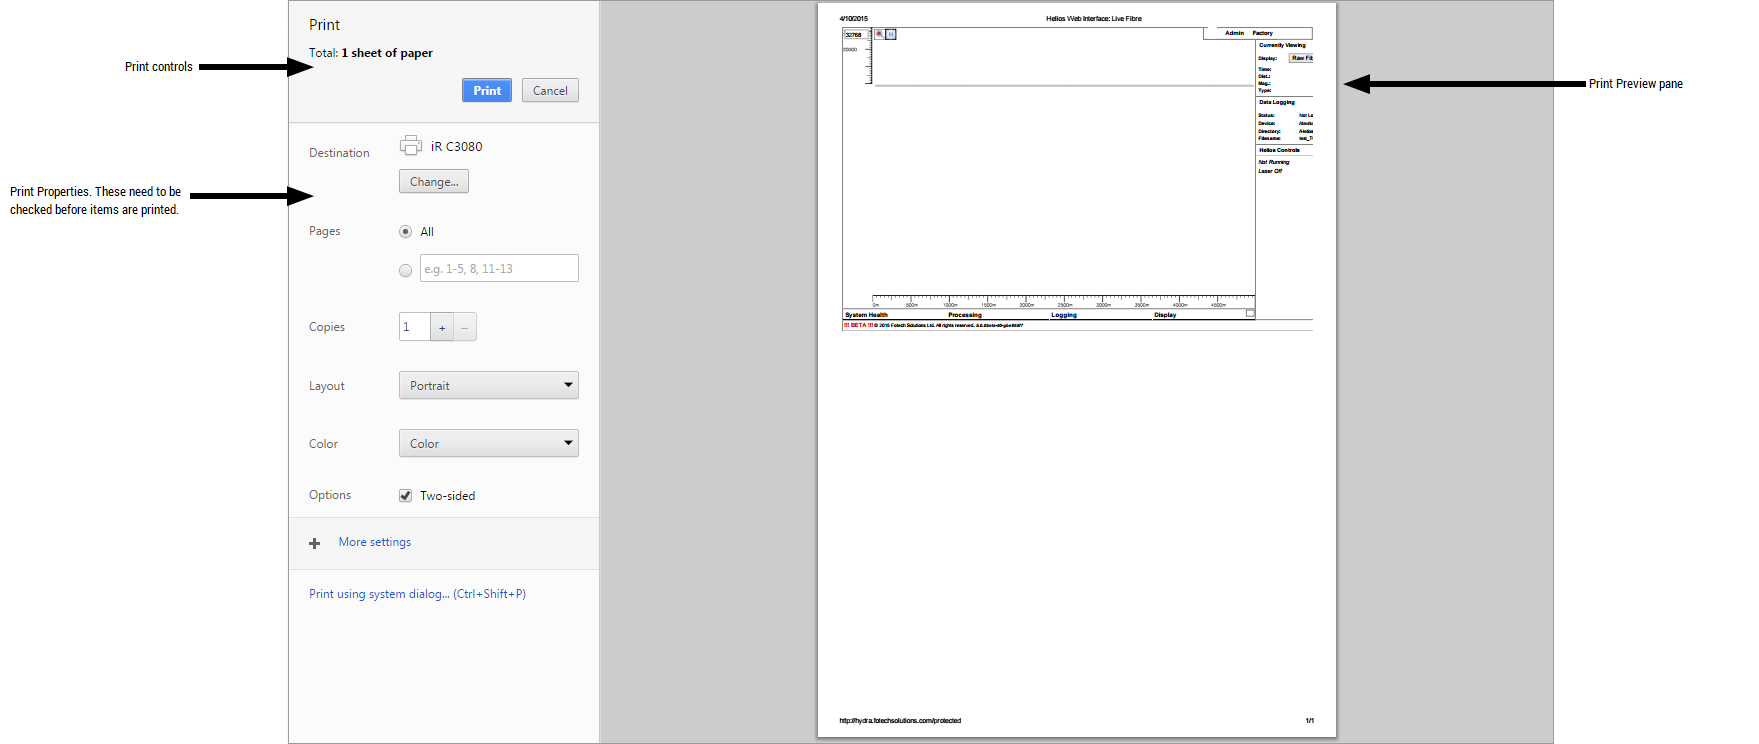 Print controls
Print Properties. These need to be
checked before items are printed.
Print
Total: 1 sheet of paper
Print
Cancel
Destination
iR C3080
Change...
Pages
All
e.g. 1-5, 8, 11-13
Copies
1
+
−
Layout
Portrait
Color
Color
Options
Two-sided
More settings
Print using system dialog... (Ctrl+Shift+P)
4/10/2015
Helios Web Interface: Live Fibre
32768
20000
Admin Factory
Currently Viewing
Display: Raw Fib
Time:
Dist.:
Mag.:
Type:
Data Logging
Status: Not Lo
Device:
Directory: /Helios
Filename: test_T
Helios Controls
Not Running
Laser Off
0m 500m 1000m 1500m 2000m 2500m 3000m 3500m 4000m 4500m
System Health Processing Logging Display
!!! BETA !!! © 2015 Fotech Solutions Ltd. All rights reserved.
http://hydra.fotechsolutions.com/protected
1/1
Print Preview pane